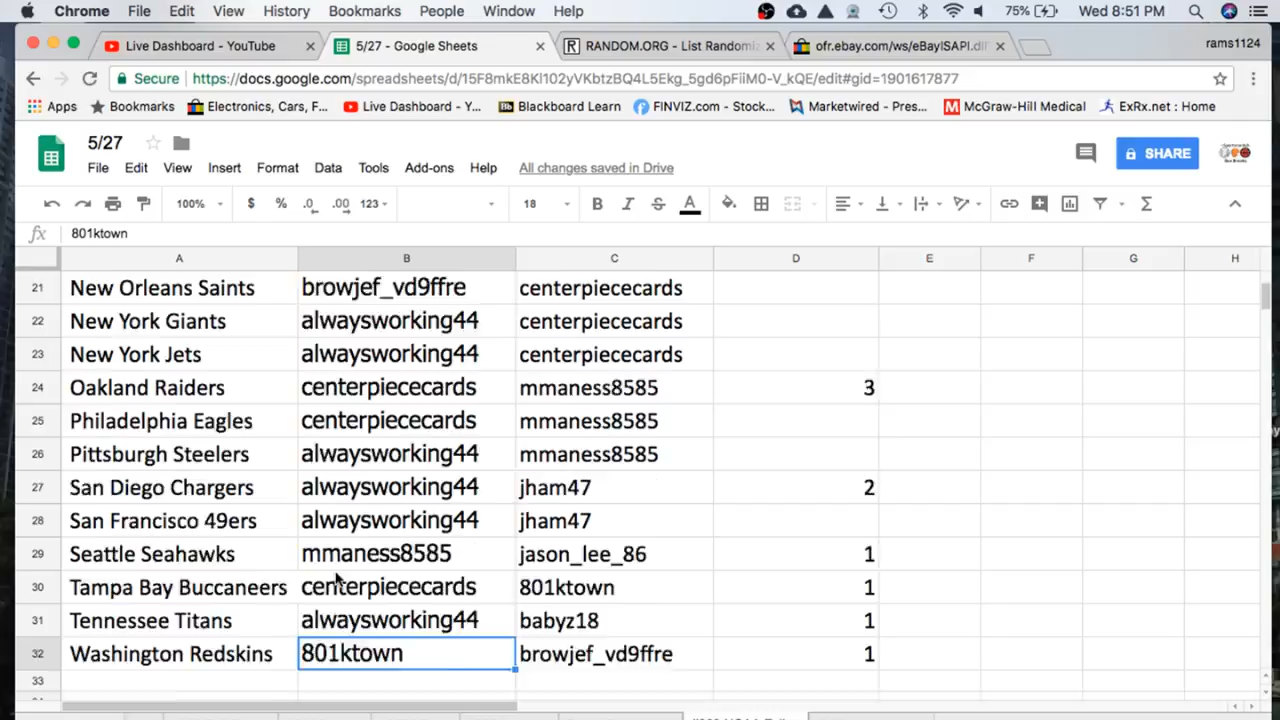 Chrome File Edit View History Bookmarks People Window Help 75% Wed 8:51 PM
Live Dashboard - YouTube × 5/27 - Google Sheets × RANDOM.ORG - List Randomi × ofr.ebay.com/ws/eBayISAPI.dll × rams1124
Secure https://docs.google.com/spreadsheets/d/15F8mkE8Kl102yVKbtzBQ4L5Ekg_5gd6pFiiM0-V_kQE/edit#gid=1901617877
Apps Bookmarks Electronics, Cars, F... Live Dashboard - Y... Blackboard Learn FINVIZ.com - Stock... Marketwired - Pres... McGraw-Hill Medical ExRx.net : Home
5/27
File Edit View Insert Format Data Tools Add-ons Help All changes saved in Drive SHARE
100% $ % .0 .00 123 18 B I S A Σ
fx 801ktown
A B C D E F G H
21 New Orleans Saints browjef_vd9ffre centerpiececards
22 New York Giants alwaysworking44 centerpiececards
23 New York Jets alwaysworking44 centerpiececards
24 Oakland Raiders centerpiececards mmaness8585 3
25 Philadelphia Eagles centerpiececards mmaness8585
26 Pittsburgh Steelers alwaysworking44 mmaness8585
27 San Diego Chargers alwaysworking44 jham47 2
28 San Francisco 49ers alwaysworking44 jham47
29 Seattle Seahawks mmaness8585 jason_lee_86 1
30 Tampa Bay Buccaneers centerpiececards 801ktown 1
31 Tennessee Titans alwaysworking44 babyz18 1
32 Washington Redskins 801ktown browjef_vd9ffre 1
33